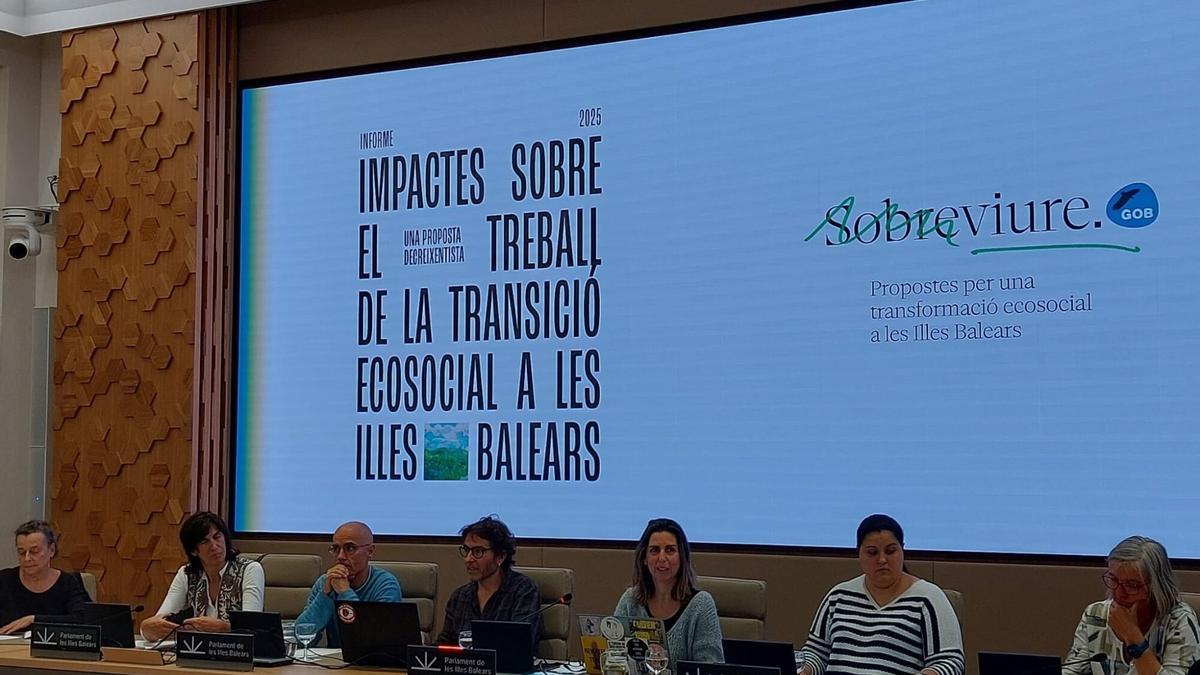 INFORME
2025
IMPACTES SOBRE
EL UNA PROPOSTA DECREIXENTISTA TREBALL
DE LA TRANSICIÓ
ECOSOCIAL A LES
ILLES BALEARS
Sobreviure.
GOB
Propostes per una
transformació ecosocial
a les Illes Balears
Parlament de
les Illes Balears
Parlament de
les Illes Balears
Parlament de
les Illes Balears